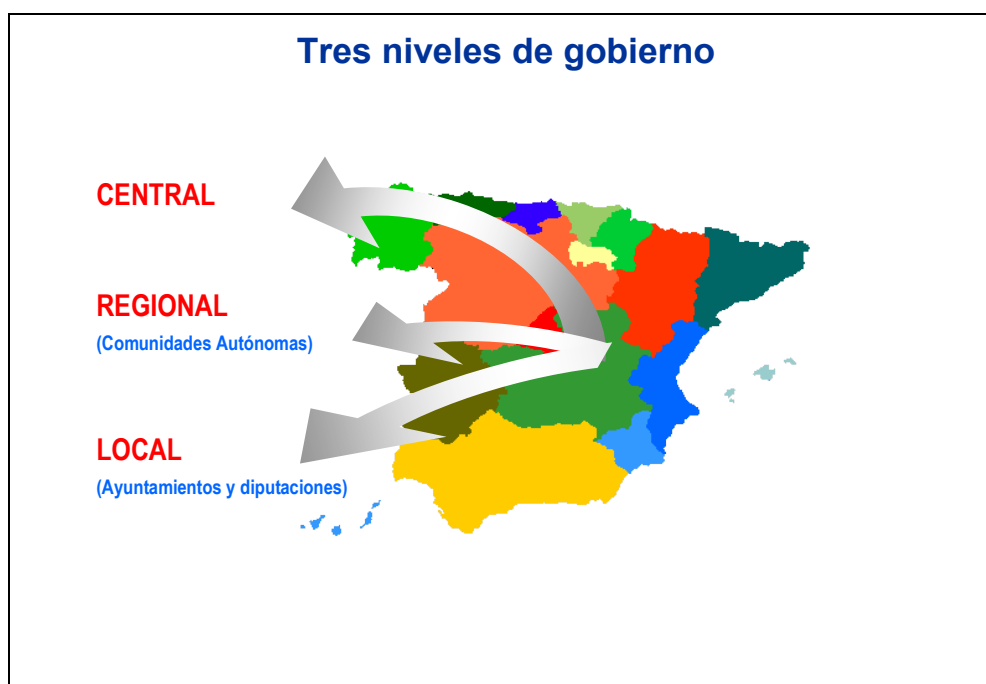 Tres niveles de gobierno
CENTRAL
REGIONAL
(Comunidades Autónomas)
LOCAL
(Ayuntamientos y diputaciones)